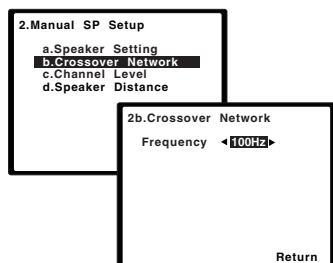 2.Manual SP Setup
a.Speaker Setting
b.Crossover Network
c.Channel Level
d.Speaker Distance
2b.Crossover Network
Frequency ◄100Hz►
Return